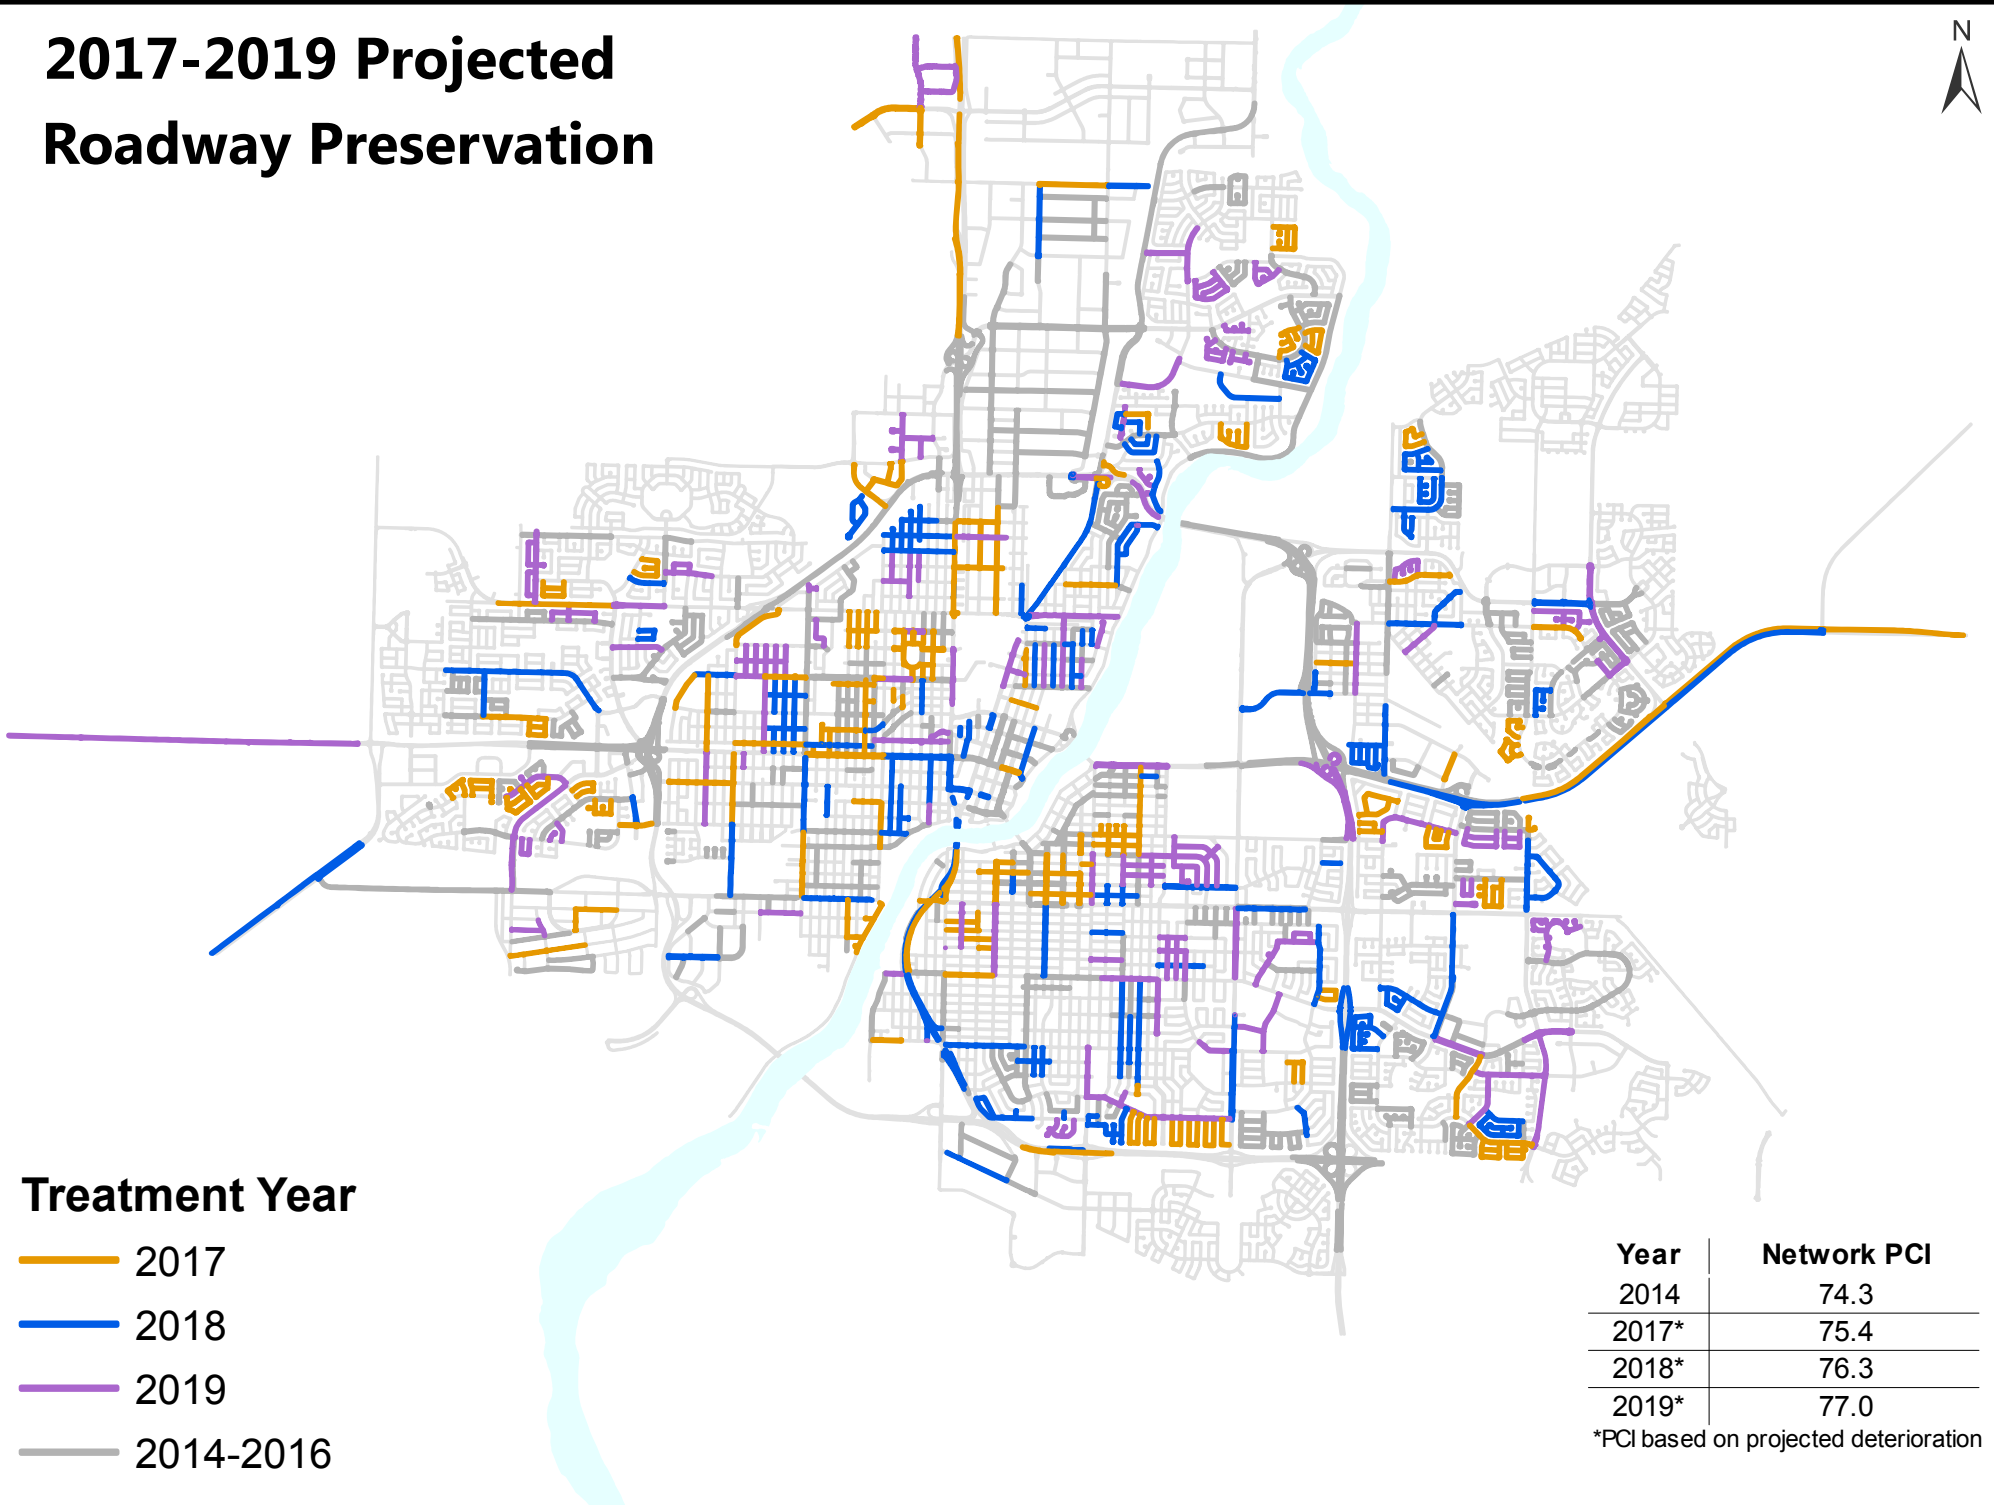 2017-2019 Projected
Roadway Preservation
N
Treatment Year
2017
2018
2019
2014-2016
Year Network PCI
2014 74.3
2017* 75.4
2018* 76.3
2019* 77.0
*PCI based on projected deterioration